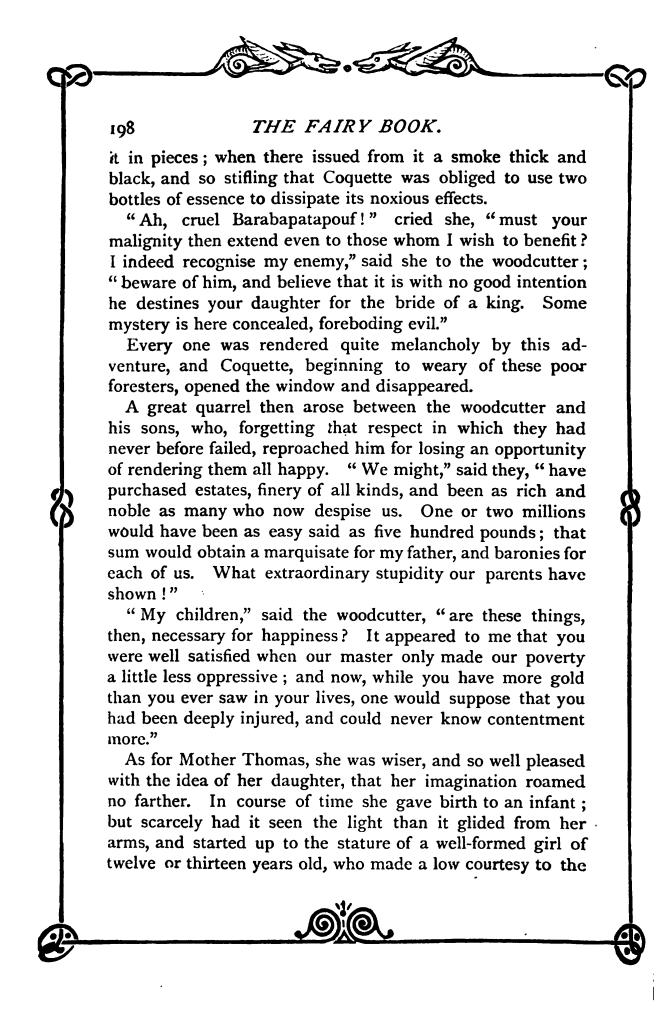 198 THE FAIRY BOOK.
it in pieces ; when there issued from it a smoke thick and
black, and so stifling that Coquette was obliged to use two
bottles of essence to dissipate its noxious effects.
“ Ah, cruel Barabapatapouf ! ” cried she, “ must your
malignity then extend even to those whom I wish to benefit ?
I indeed recognise my enemy,” said she to the woodcutter ;
“ beware of him, and believe that it is with no good intention
he destines your daughter for the bride of a king. Some
mystery is here concealed, foreboding evil.”
Every one was rendered quite melancholy by this ad-
venture, and Coquette, beginning to weary of these poor
foresters, opened the window and disappeared.
A great quarrel then arose between the woodcutter and
his sons, who, forgetting that respect in which they had
never before failed, reproached him for losing an opportunity
of rendering them all happy. “ We might,” said they, “ have
purchased estates, finery of all kinds, and been as rich and
noble as many who now despise us. One or two millions
would have been as easy said as five hundred pounds ; that
sum would obtain a marquisate for my father, and baronies for
each of us. What extraordinary stupidity our parents have
shown ! ”
“ My children,” said the woodcutter, “ are these things,
then, necessary for happiness ? It appeared to me that you
were well satisfied when our master only made our poverty
a little less oppressive ; and now, while you have more gold
than you ever saw in your lives, one would suppose that you
had been deeply injured, and could never know contentment
more.”
As for Mother Thomas, she was wiser, and so well pleased
with the idea of her daughter, that her imagination roamed
no farther. In course of time she gave birth to an infant ;
but scarcely had it seen the light than it glided from her
arms, and started up to the stature of a well-formed girl of
twelve or thirteen years old, who made a low courtesy to the